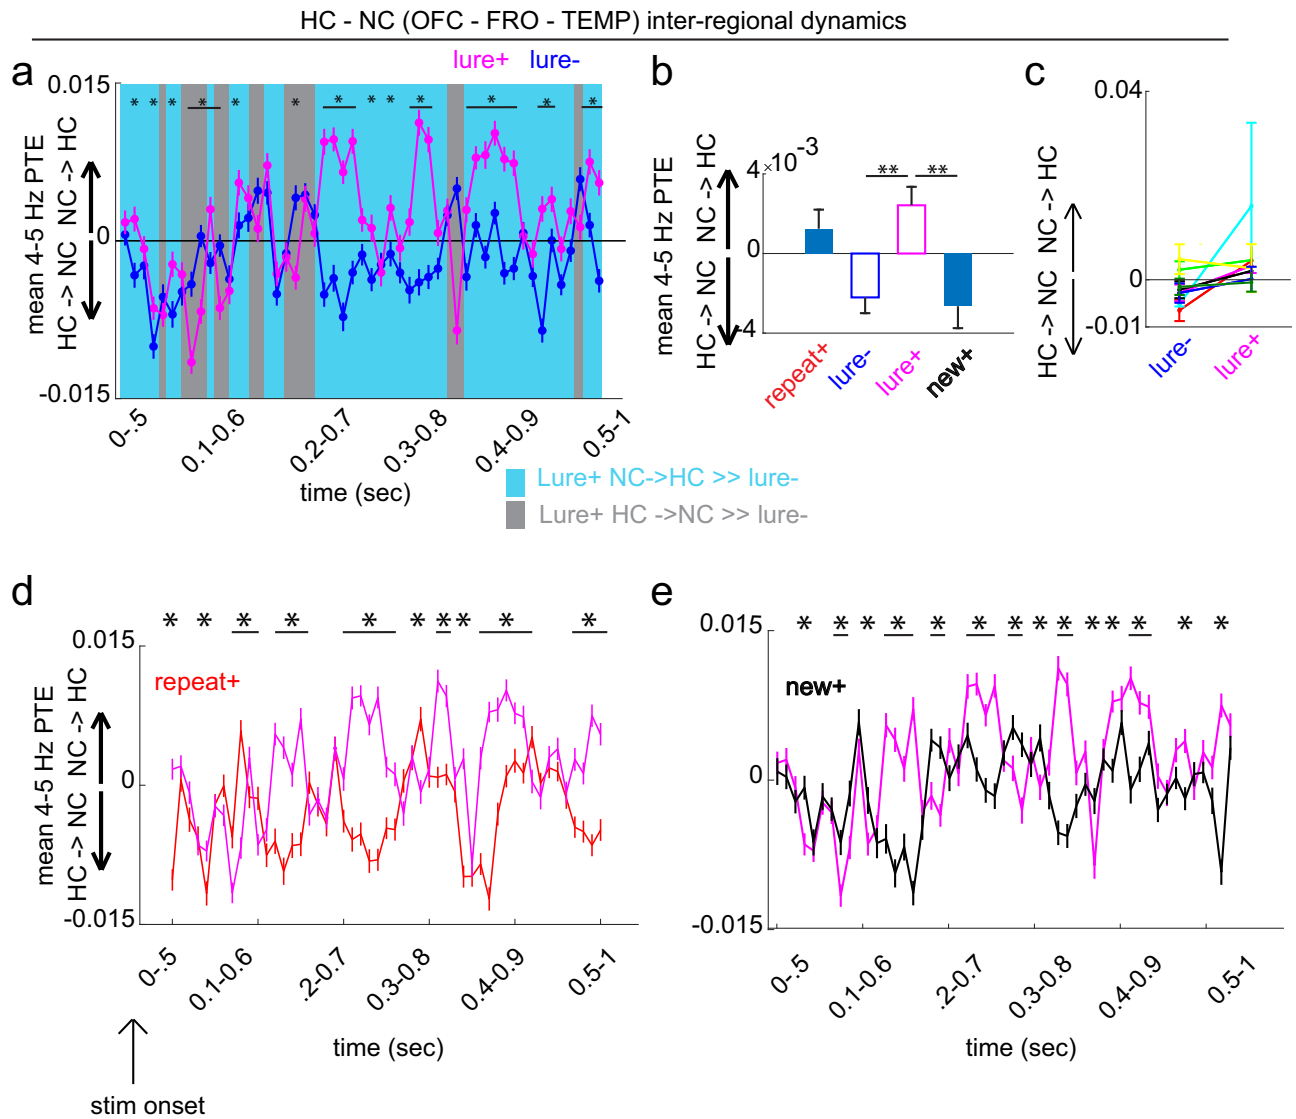 HC - NC (OFC - FRO - TEMP) inter-regional dynamics
a
lure+ lure-
0.015
0
-0.015
mean 4-5 Hz PTE
HC -> NC NC -> HC
* * * * * * * * * * * * *
0-.5
0.1-0.6
0.2-0.7
0.3-0.8
0.4-0.9
0.5-1
time (sec)
Lure+ NC->HC >> lure-
Lure+ HC ->NC >> lure-
b
4×10-3
0
-4
mean 4-5 Hz PTE
HC -> NC NC -> HC
** **
repeat+
lure-
lure+
new+
c
0.04
0
-0.01
HC -> NC NC -> HC
lure-
lure+
d
* * * * * * * * * *
0.015
0
-0.015
mean 4-5 Hz PTE
HC -> NC NC -> HC
repeat+
0-.5
0.1-0.6
.2-0.7
0.3-0.8
0.4-0.9
0.5-1
time (sec)
stim onset
e
* * * * * * * * * * * * * *
0.015
0
-0.015
new+
0-.5
0.1-0.6
.2-0.7
0.3-0.8
0.4-0.9
0.5-1
time (sec)